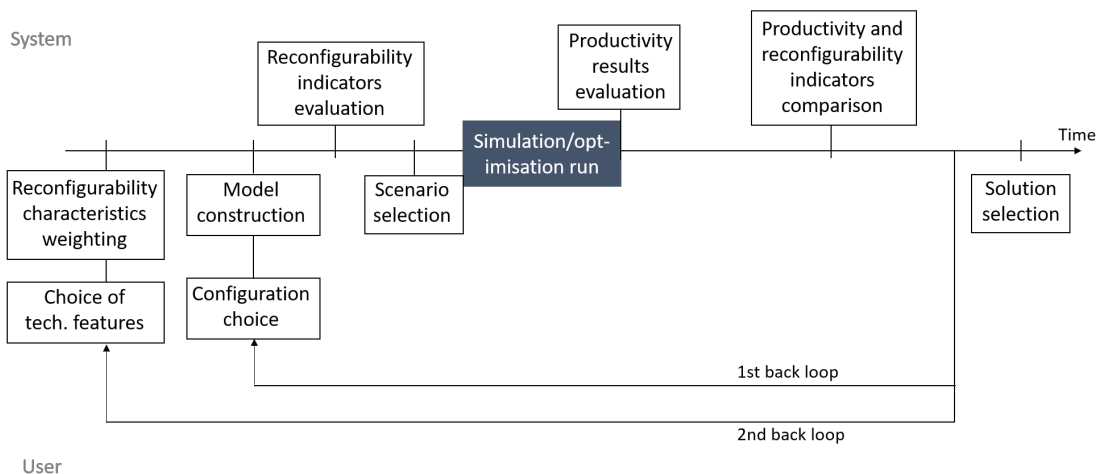 System
Productivity and
reconfigurability
indicators
comparison
Productivity
results
evaluation
Reconfigurability
indicators
evaluation
Time
Simulation/opt-
imisation run
Reconfigurability
characteristics
weighting
Model
construction
Scenario
selection
Solution
selection
Choice of
tech. features
Configuration
choice
1st back loop
2nd back loop
User